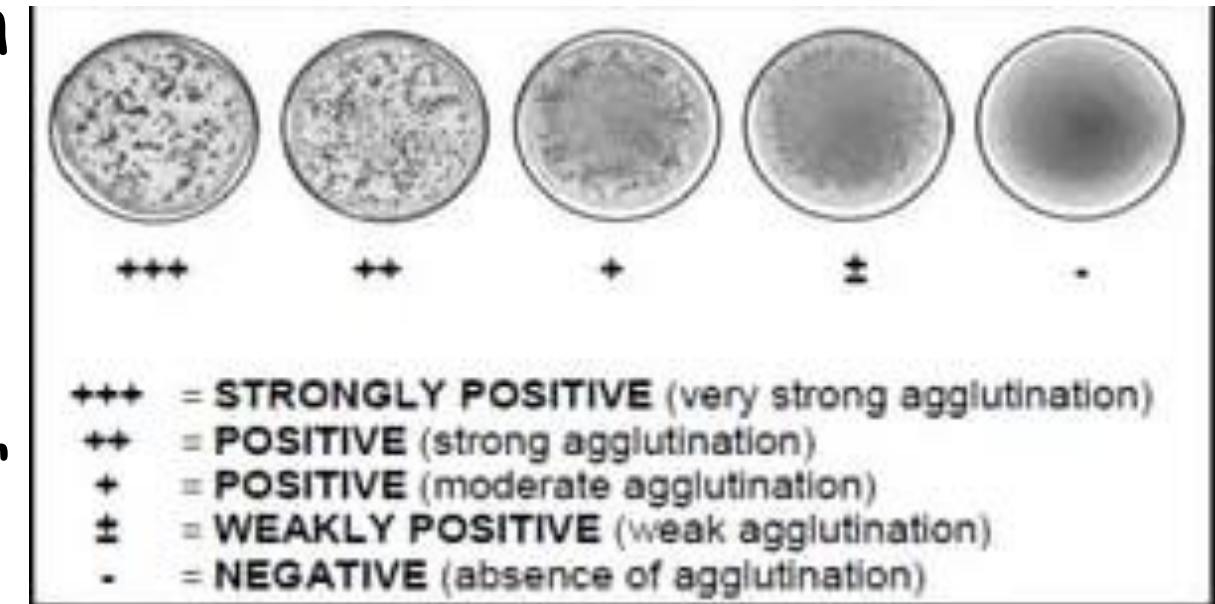 +++ ++ + ± -
+++ = STRONGLY POSITIVE (very strong agglutination)
++ = POSITIVE (strong agglutination)
+ = POSITIVE (moderate agglutination)
± = WEAKLY POSITIVE (weak agglutination)
- = NEGATIVE (absence of agglutination)